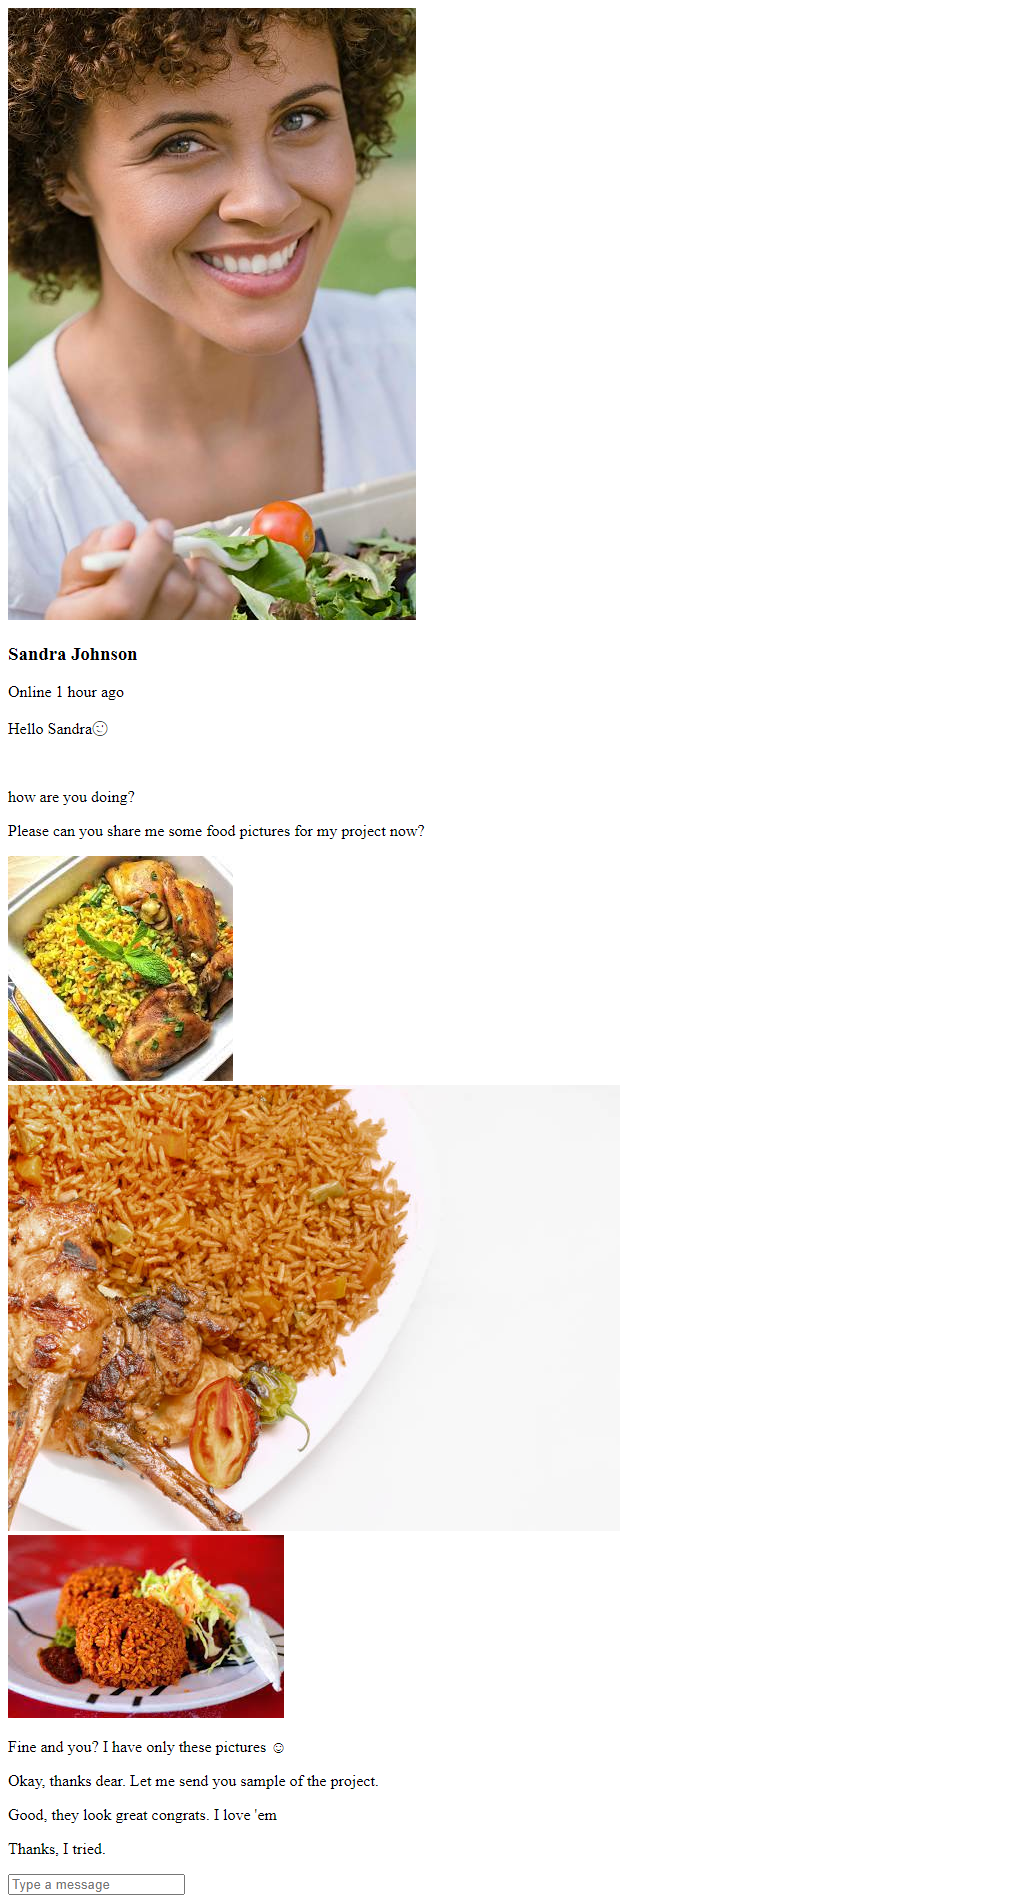 Sandra Johnson
Online 1 hour ago
Hello Sandra🙂
how are you doing?
Please can you share me some food pictures for my project now?
Fine and you? I have only these pictures ☺
Okay, thanks dear. Let me send you sample of the project.
Good, they look great congrats. I love 'em
Thanks, I tried.
Type a message